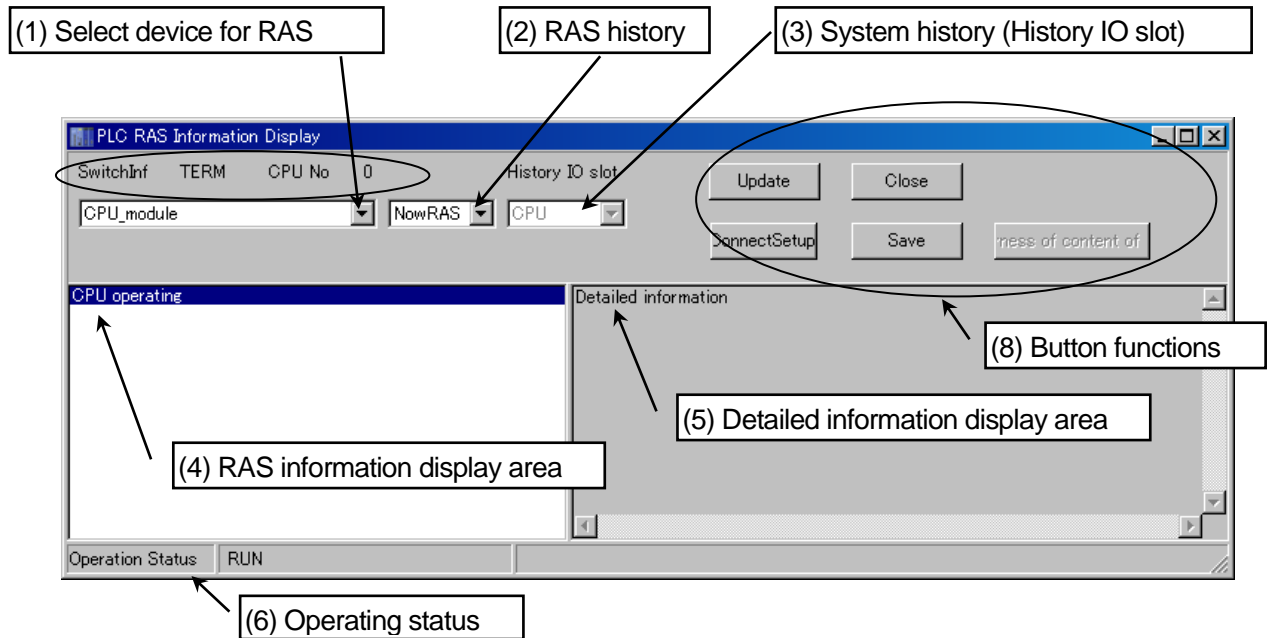 (1) Select device for RAS
(2) RAS history
(3) System history (History IO slot)
PLC RAS Information Display
SwitchInf TERM CPU No 0 History IO slot
Update Close
CPU_module NowRAS CPU
ConnectSetup Save ness of content of
CPU operating
Detailed information
(8) Button functions
(5) Detailed information display area
(4) RAS information display area
Operation Status RUN
(6) Operating status